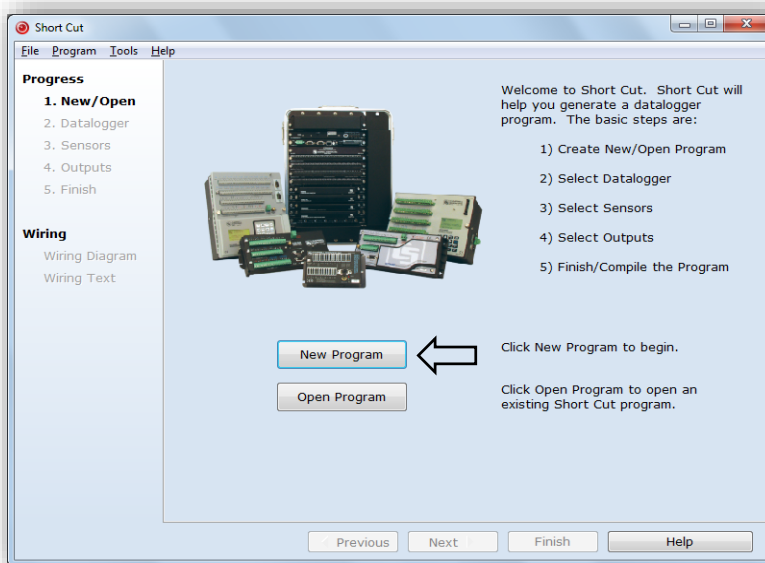 Short Cut
File Program Tools Help
Progress
1. New/Open
2. Datalogger
3. Sensors
4. Outputs
5. Finish
Wiring
Wiring Diagram
Wiring Text
Welcome to Short Cut. Short Cut will
help you generate a datalogger
program. The basic steps are:
1) Create New/Open Program
2) Select Datalogger
3) Select Sensors
4) Select Outputs
5) Finish/Compile the Program
New Program
Click New Program to begin.
Open Program
Click Open Program to open an
existing Short Cut program.
Previous Next Finish Help